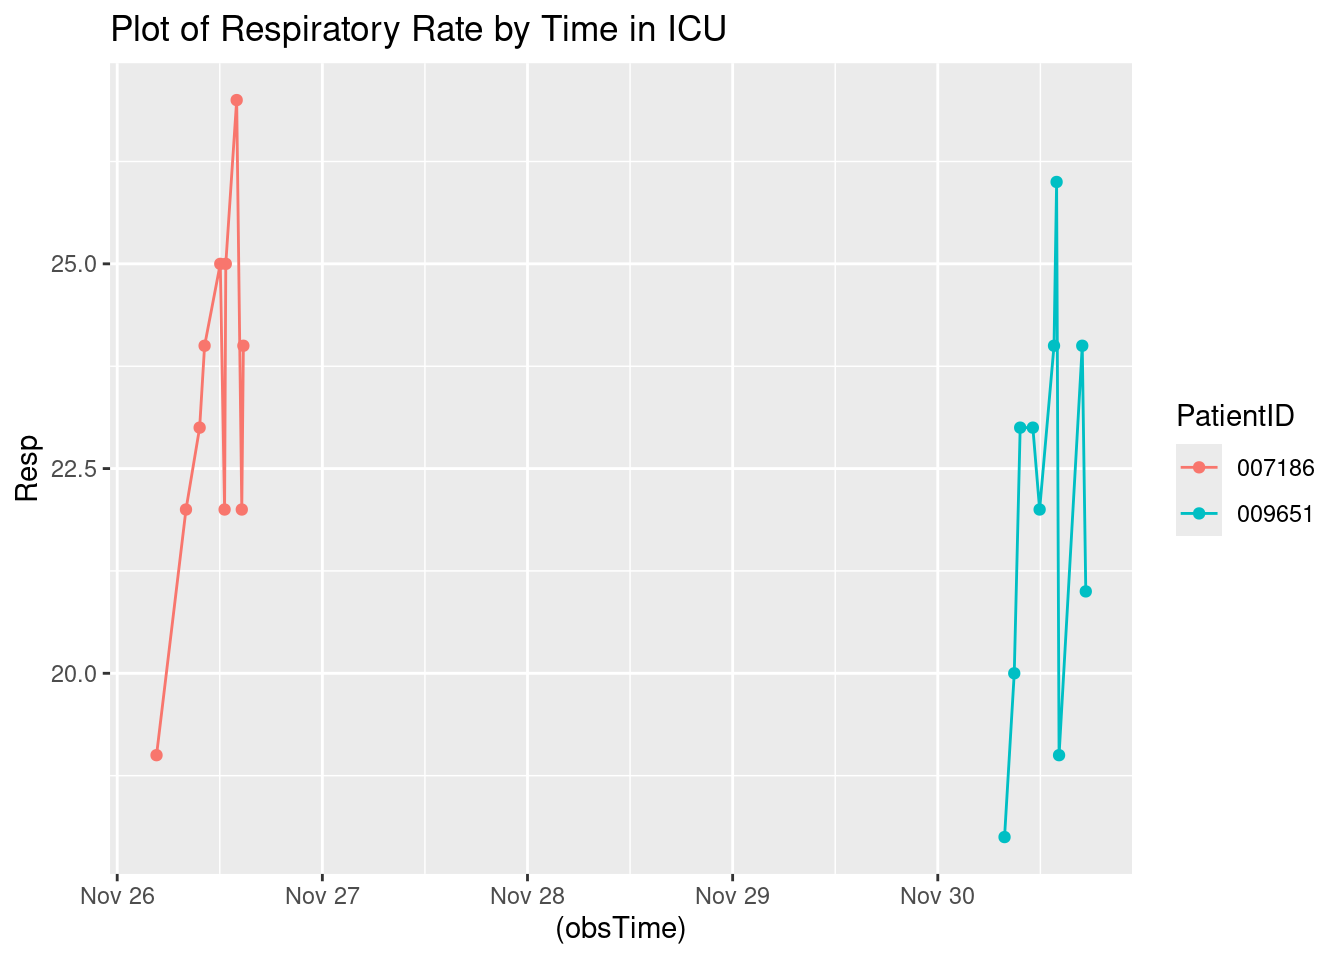 Plot of Respiratory Rate by Time in ICU
25.0
22.5
20.0
Resp
Nov 26 Nov 27 Nov 28 Nov 29 Nov 30
(obsTime)
PatientID
007186
009651